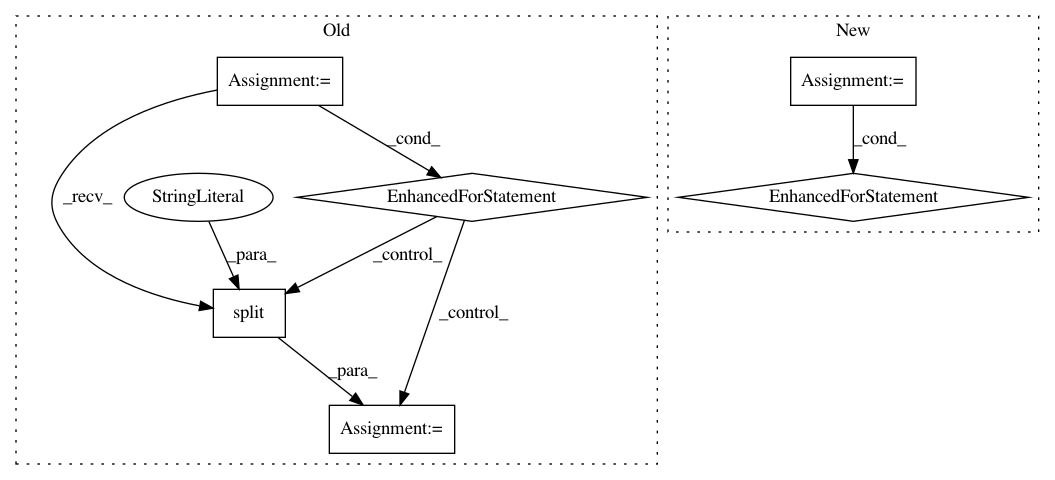 Old
New
Assignment:=
Assignment:=
_cond_
_cond_
_recv_
StringLiteral
EnhancedForStatement
EnhancedForStatement
_para_
_control_
split
_control_
_para_
Assignment:=